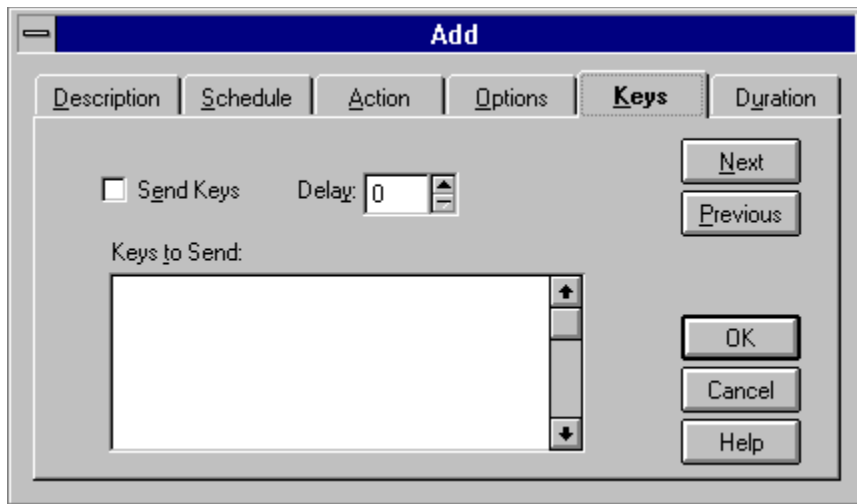 Add
Description Schedule Action Options Keys Duration
Next
Send Keys Delay: 0
Previous
Keys to Send:
OK
Cancel
Help